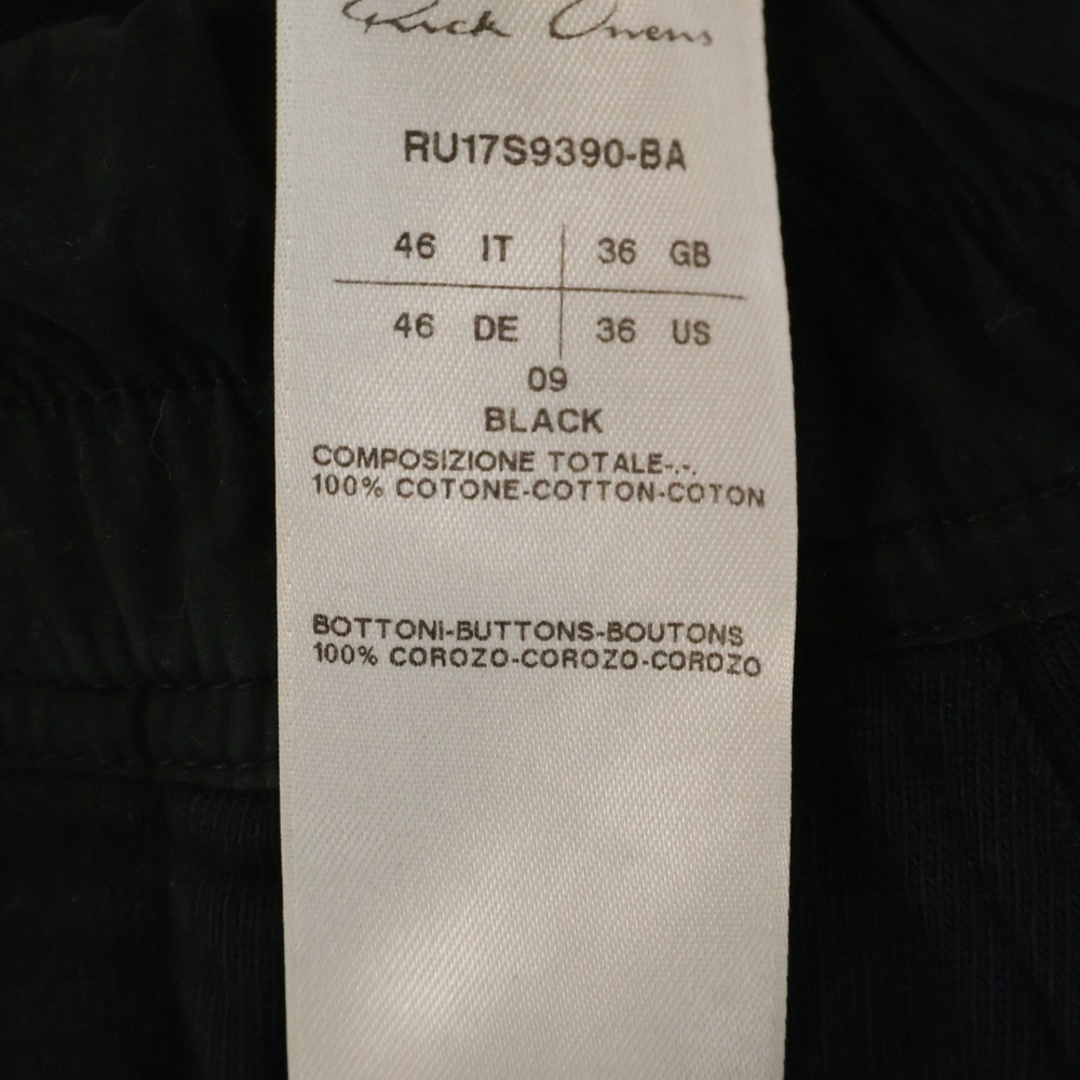 Rick Owens
RU17S9390-BA
46 IT 36 GB
46 DE 36 US
09
BLACK
COMPOSIZIONE TOTALE-.-.
100% COTONE-COTTON-COTON
BOTTONI-BUTTONS-BOUTONS
100% COROZO-COROZO-COROZO